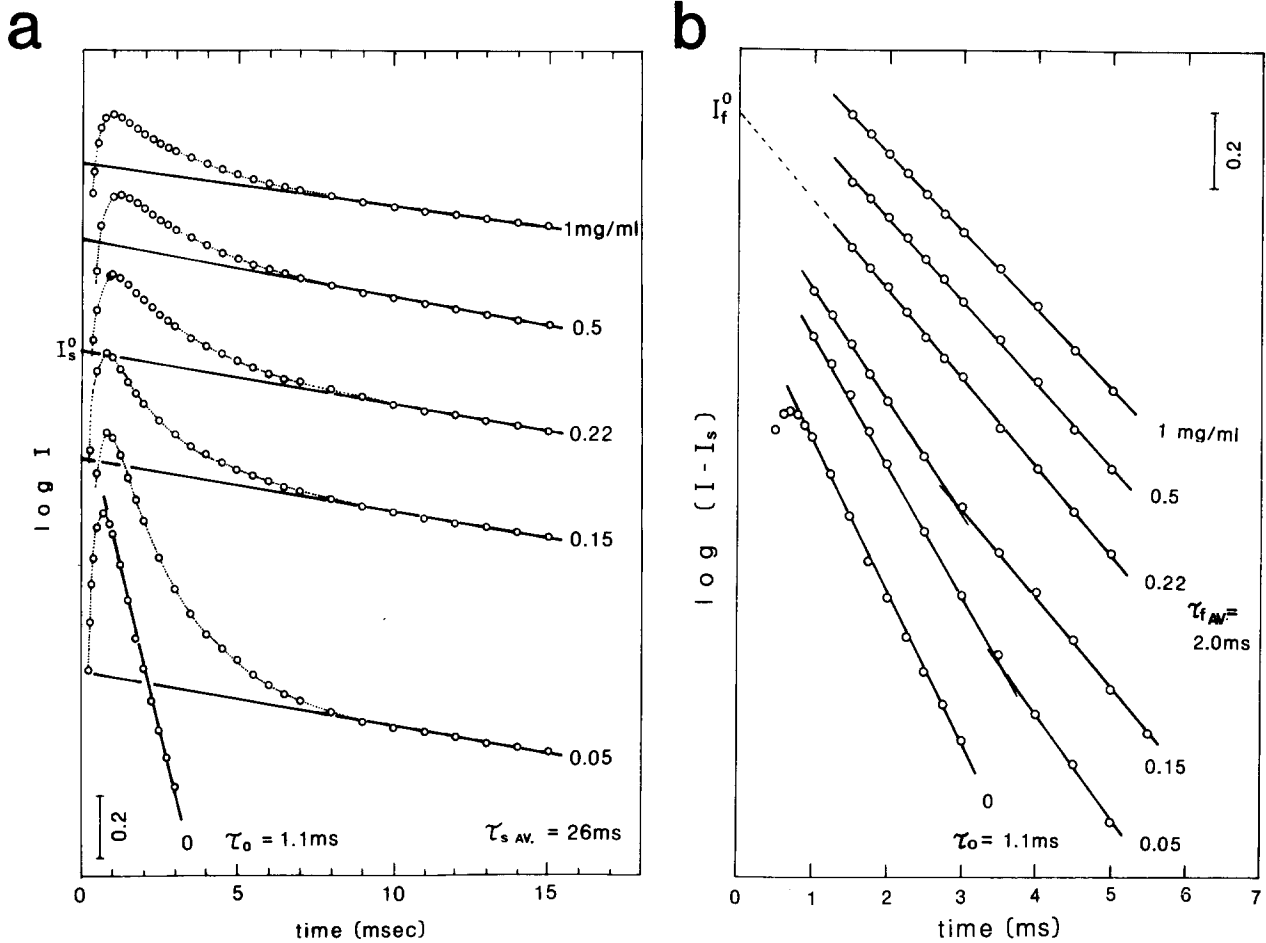 a
log I
I_s^0
1mg/ml
0.5
0.22
0.15
0.05
0
0.2
τ₀ = 1.1ms
τ_s AV. = 26ms
0 5 10 15
time (msec)
b
log (I - I_s)
I_f^0
0.2
1 mg/ml
0.5
0.22
τ_f AV. =
2.0ms
0.15
0.05
0
τ₀ = 1.1ms
0 1 2 3 4 5 6 7
time (ms)